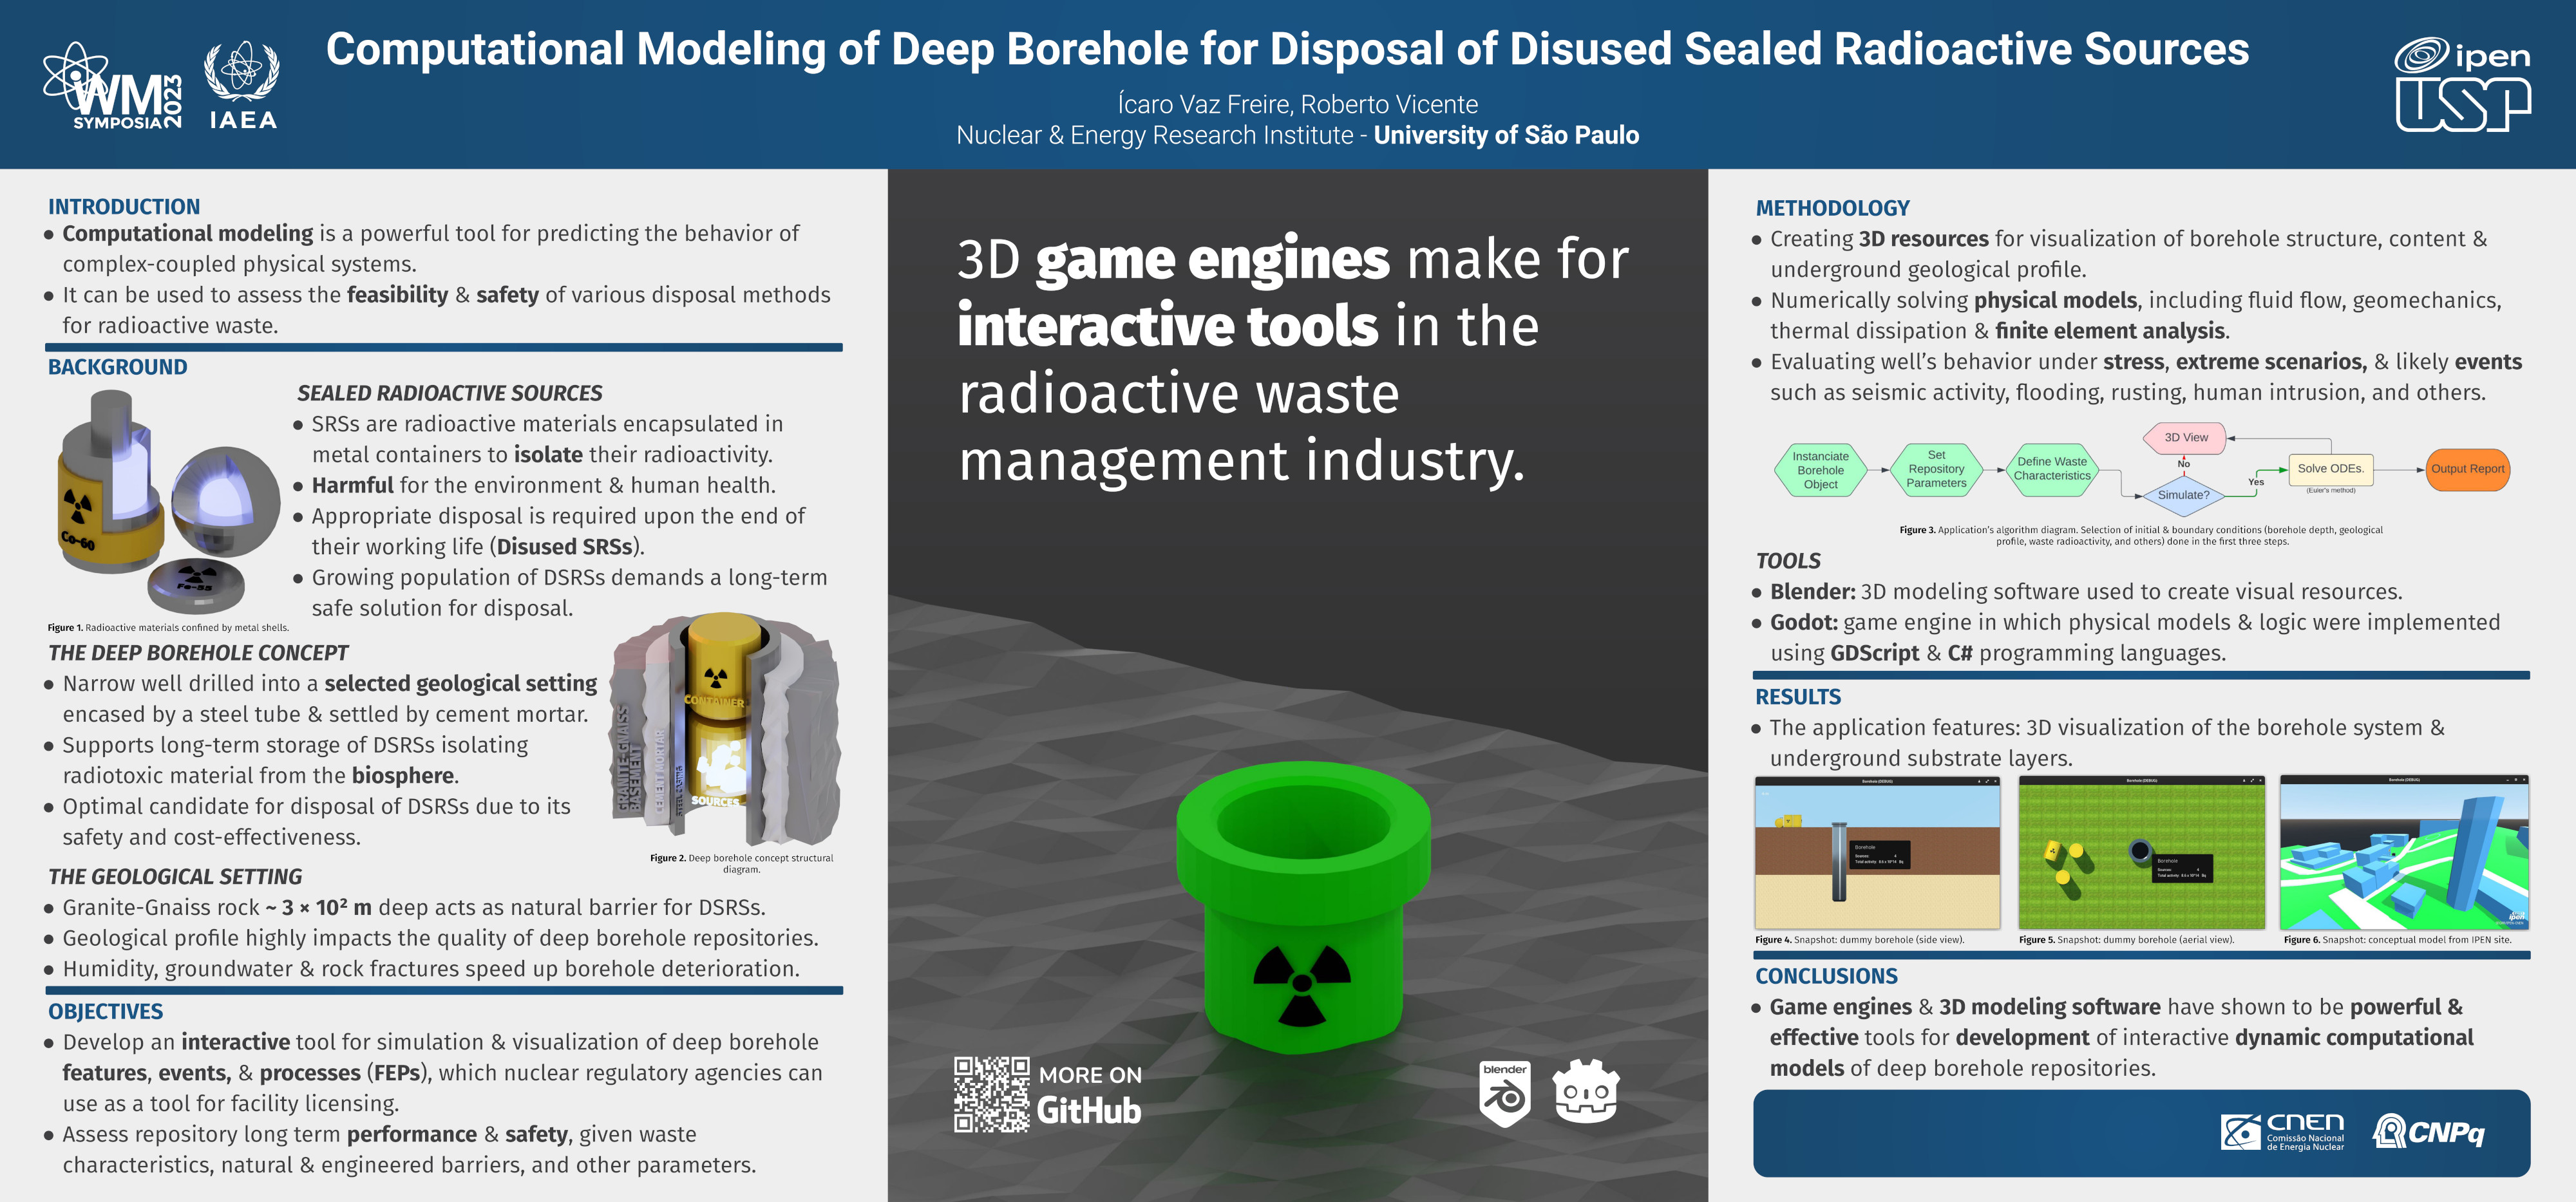 WM
SYMPOSIA
2023
IAEA
Computational Modeling of Deep Borehole for Disposal of Disused Sealed Radioactive Sources
Ícaro Vaz Freire, Roberto Vicente
Nuclear & Energy Research Institute - University of São Paulo
ipen
USP
INTRODUCTION
● Computational modeling is a powerful tool for predicting the behavior of
complex-coupled physical systems.
● It can be used to assess the feasibility & safety of various disposal methods
for radioactive waste.
BACKGROUND
SEALED RADIOACTIVE SOURCES
● SRSs are radioactive materials encapsulated in
metal containers to isolate their radioactivity.
● Harmful for the environment & human health.
● Appropriate disposal is required upon the end of
their working life (Disused SRSs).
● Growing population of DSRSs demands a long-term
safe solution for disposal.
Co-60
Fe-55
Figure 1. Radioactive materials confined by metal shells.
THE DEEP BOREHOLE CONCEPT
● Narrow well drilled into a selected geological setting
encased by a steel tube & settled by cement mortar.
● Supports long-term storage of DSRSs isolating
radiotoxic material from the biosphere.
● Optimal candidate for disposal of DSRSs due to its
safety and cost-effectiveness.
CONTAINER
GRANITE-GNAISS
BASEMENT
CEMENT MORTAR
SOURCES
Figure 2. Deep borehole concept structural
diagram.
THE GEOLOGICAL SETTING
● Granite-Gnaiss rock ~ 3 × 10² m deep acts as natural barrier for DSRSs.
● Geological profile highly impacts the quality of deep borehole repositories.
● Humidity, groundwater & rock fractures speed up borehole deterioration.
OBJECTIVES
● Develop an interactive tool for simulation & visualization of deep borehole
features, events, & processes (FEPs), which nuclear regulatory agencies can
use as a tool for facility licensing.
● Assess repository long term performance & safety, given waste
characteristics, natural & engineered barriers, and other parameters.
3D game engines make for
interactive tools in the
radioactive waste
management industry.
MORE ON
GitHub
blender
METHODOLOGY
● Creating 3D resources for visualization of borehole structure, content &
underground geological profile.
● Numerically solving physical models, including fluid flow, geomechanics,
thermal dissipation & finite element analysis.
● Evaluating well's behavior under stress, extreme scenarios, & likely events
such as seismic activity, flooding, rusting, human intrusion, and others.
Instanciate
Borehole
Object
Set
Repository
Parameters
Define Waste
Characteristics
3D View
No
Simulate?
Yes
Solve ODEs.
(Euler's method)
Output Report
Figure 3. Application's algorithm diagram. Selection of initial & boundary conditions (borehole depth, geological
profile, waste radioactivity, and others) done in the first three steps.
TOOLS
● Blender: 3D modeling software used to create visual resources.
● Godot: game engine in which physical models & logic were implemented
using GDScript & C# programming languages.
RESULTS
● The application features: 3D visualization of the borehole system &
underground substrate layers.
Borehole (DEBUG)
Borehole
Sources: 4
Borehole (DEBUG)
Borehole
Sources: 4
Borehole (DEBUG)
ipen
Figure 4. Snapshot: dummy borehole (side view).
Figure 5. Snapshot: dummy borehole (aerial view).
Figure 6. Snapshot: conceptual model from IPEN site.
CONCLUSIONS
● Game engines & 3D modeling software have shown to be powerful &
effective tools for development of interactive dynamic computational
models of deep borehole repositories.
CNEN
Comissão Nacional
de Energia Nuclear
CNPq